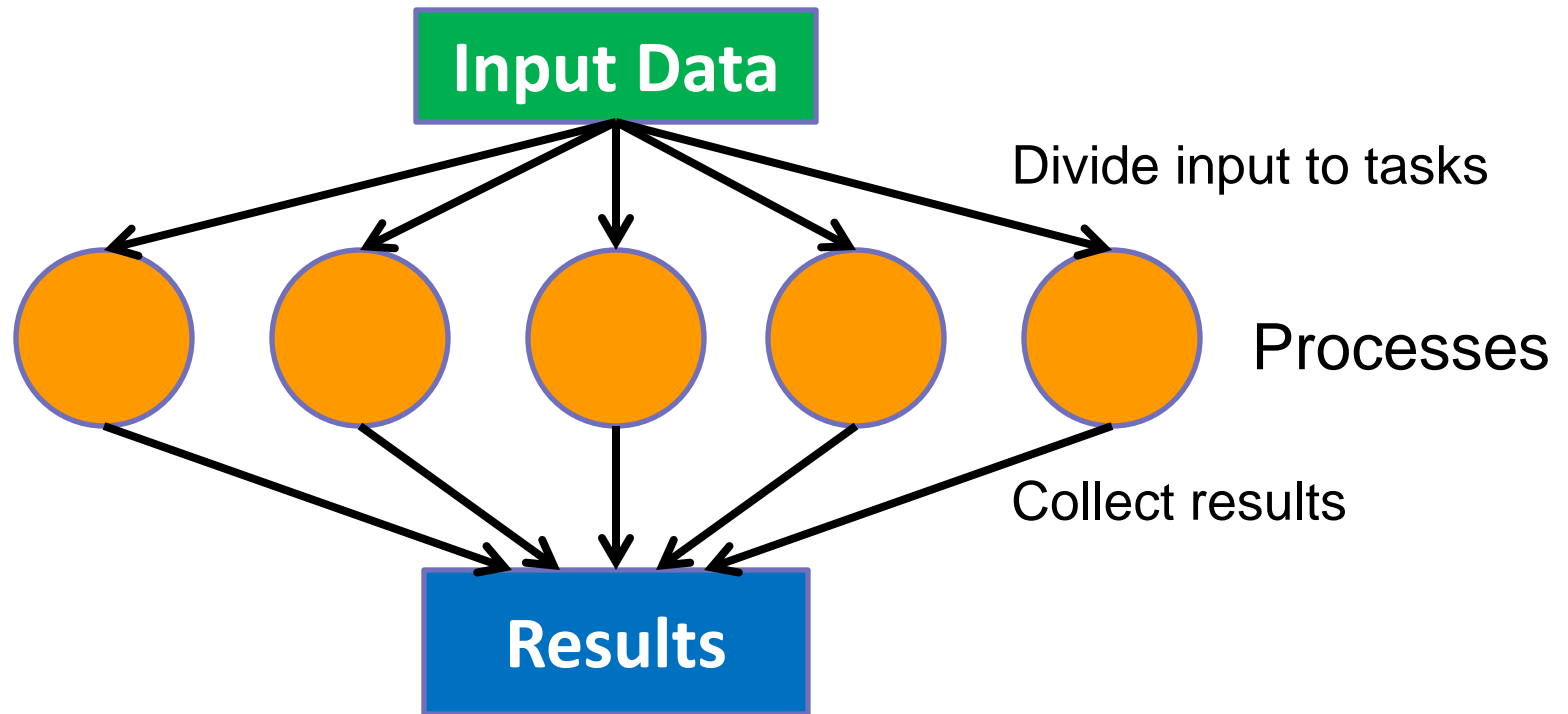 Input Data
Divide input to tasks
Processes
Collect results
Results